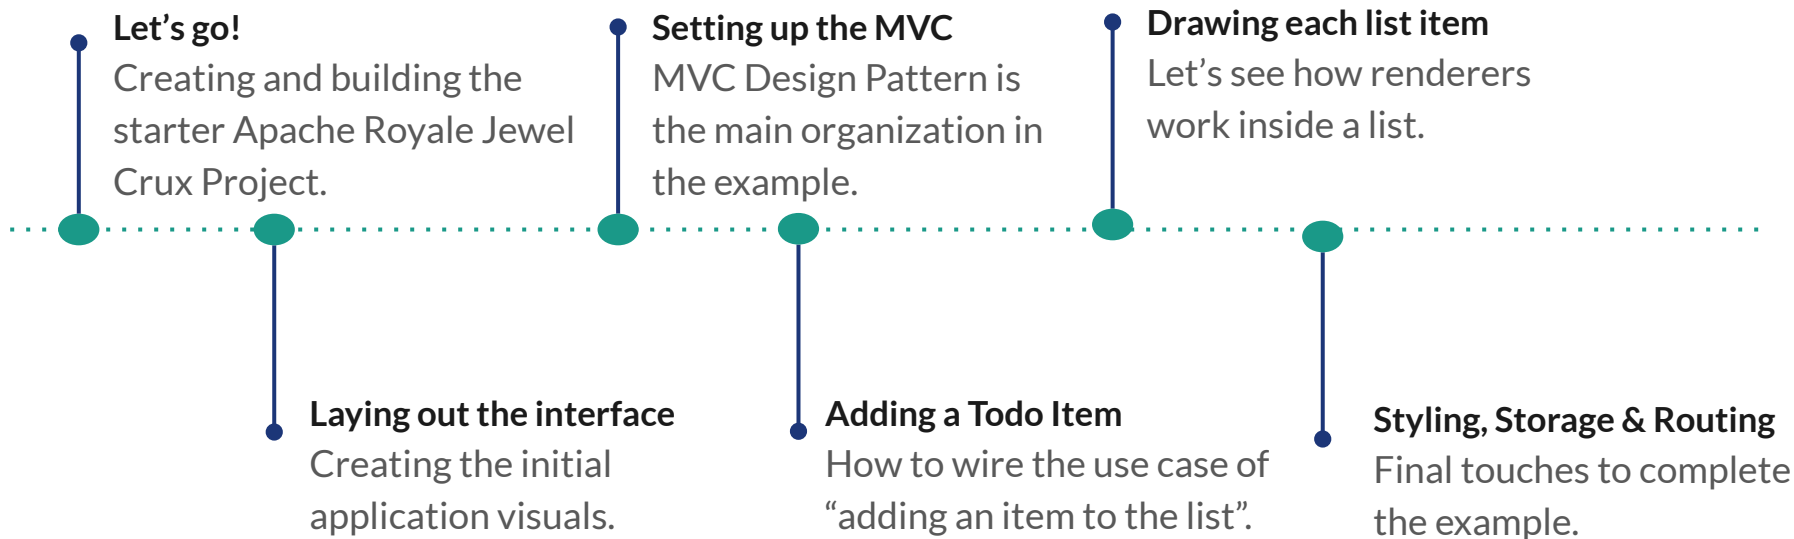 Let’s go!
Creating and building the
starter Apache Royale Jewel
Crux Project.
Laying out the interface
Creating the initial
application visuals.
Setting up the MVC
MVC Design Pattern is
the main organization in
the example.
Adding a Todo Item
How to wire the use case of
“adding an item to the list”.
Drawing each list item
Let’s see how renderers
work inside a list.
Styling, Storage & Routing
Final touches to complete
the example.